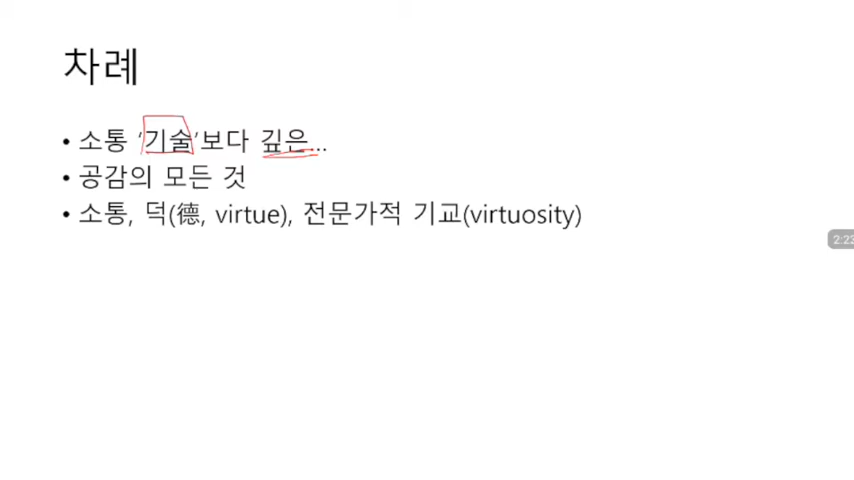 차례
• 소통 '기술'보다 깊은...
• 공감의 모든 것
• 소통, 덕(德, virtue), 전문가적 기교(virtuosity)
2:23